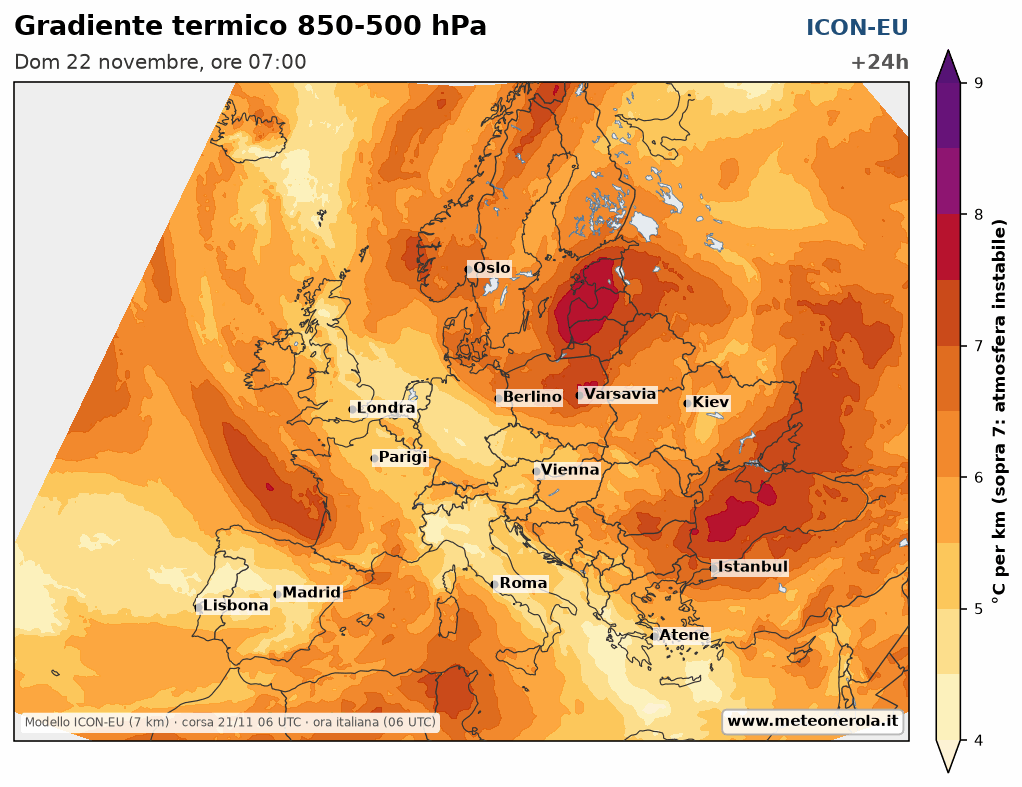 Gradiente termico 850-500 hPa
ICON-EU
Dom 22 novembre, ore 07:00
+24h
9
8
7
6
5
4
°C per km (sopra 7: atmosfera instabile)
Oslo
Berlino
Varsavia
Kiev
Londra
Parigi
Vienna
Istanbul
Roma
Madrid
Lisbona
Atene
Modello ICON-EU (7 km) · corsa 21/11 06 UTC · ora italiana (06 UTC)
www.meteonerola.it